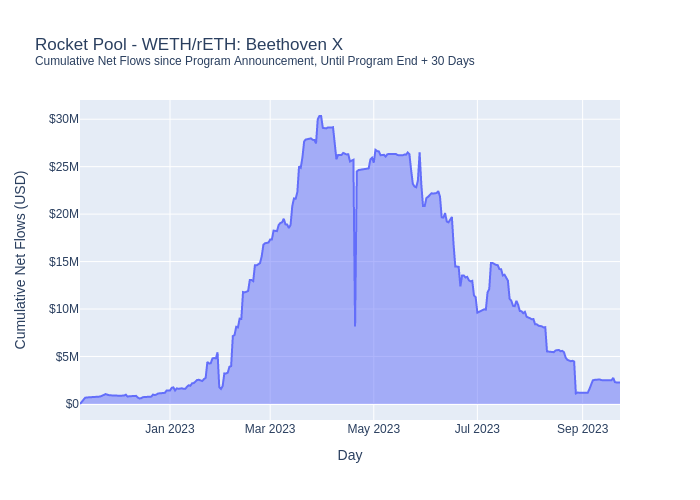 Rocket Pool - WETH/rETH: Beethoven X
Cumulative Net Flows since Program Announcement, Until Program End + 30 Days
$30M
$25M
$20M
$15M
$10M
$5M
$0
Cumulative Net Flows (USD)
Jan 2023
Mar 2023
May 2023
Jul 2023
Sep 2023
Day